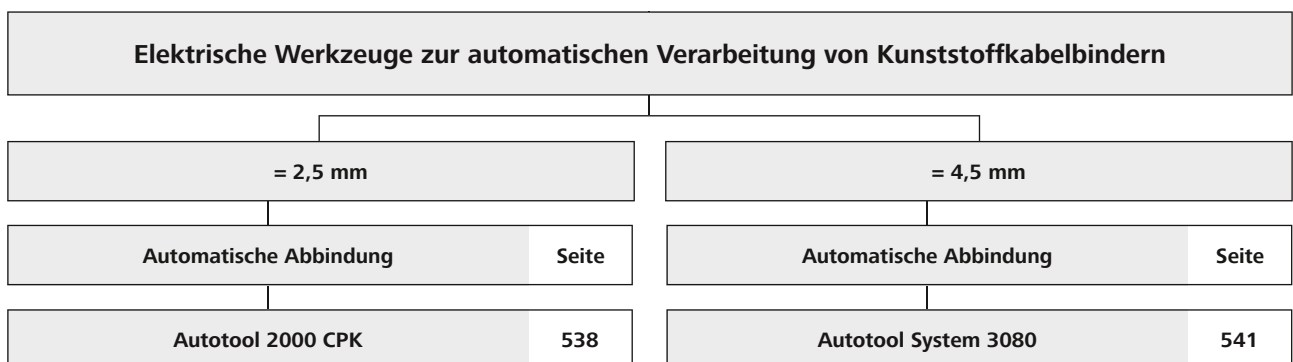 Elektrische Werkzeuge zur automatischen Verarbeitung von Kunststoffkabelbindern
= 2,5 mm
= 4,5 mm
Automatische Abbindung Seite
Automatische Abbindung Seite
Autotool 2000 CPK 538
Autotool System 3080 541